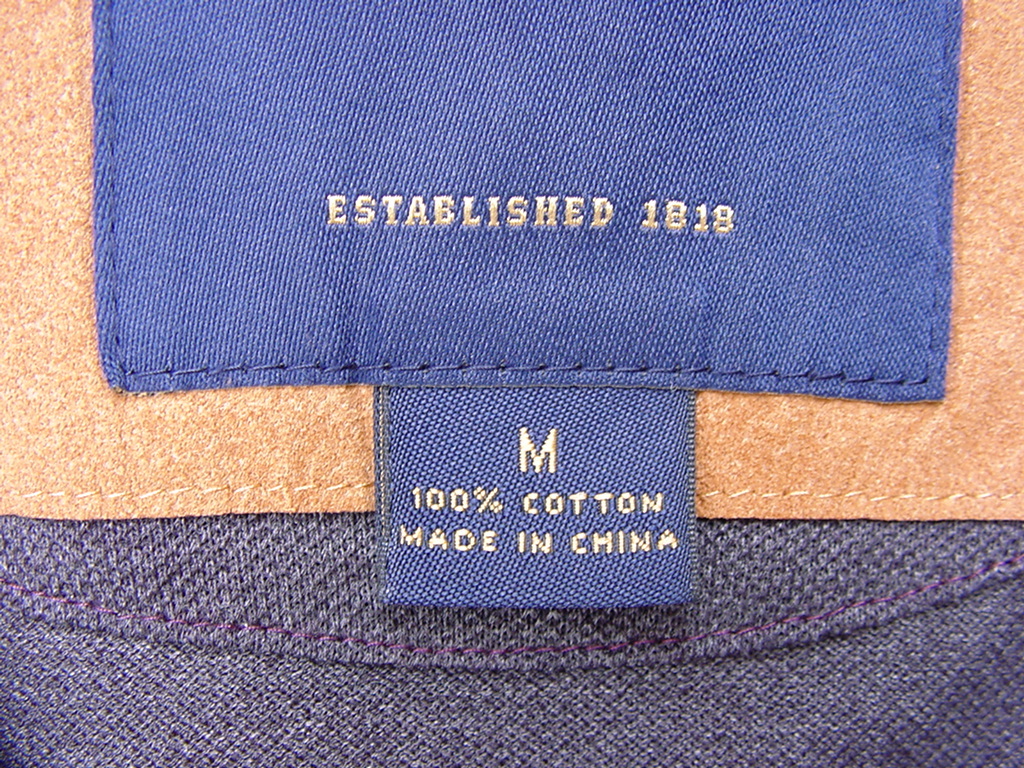 ESTABLISHED 1818
M
100% COTTON
MADE IN CHINA